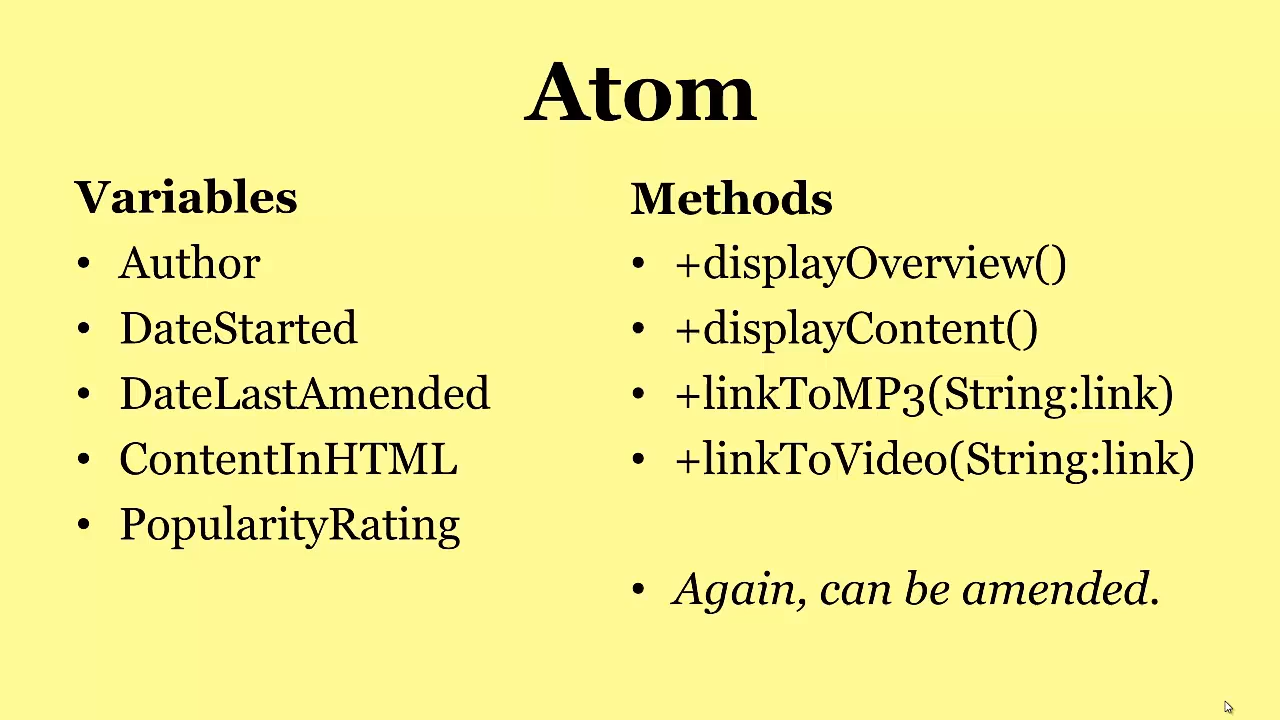 Atom
Variables
• Author
• DateStarted
• DateLastAmended
• ContentInHTML
• PopularityRating
Methods
• +displayOverview()
• +displayContent()
• +linkToMP3(String:link)
• +linkToVideo(String:link)
• Again, can be amended.